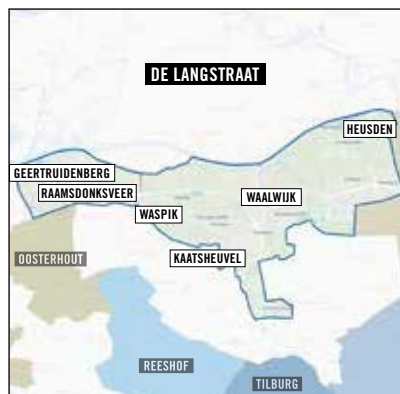 DE LANGSTRAAT
HEUSDEN
GEERTRUIDENBERG
RAAMSDONKSVEER
WAALWIJK
WASPIK
OOSTERHOUT
KAATSHEUVEL
REESHOF
TILBURG